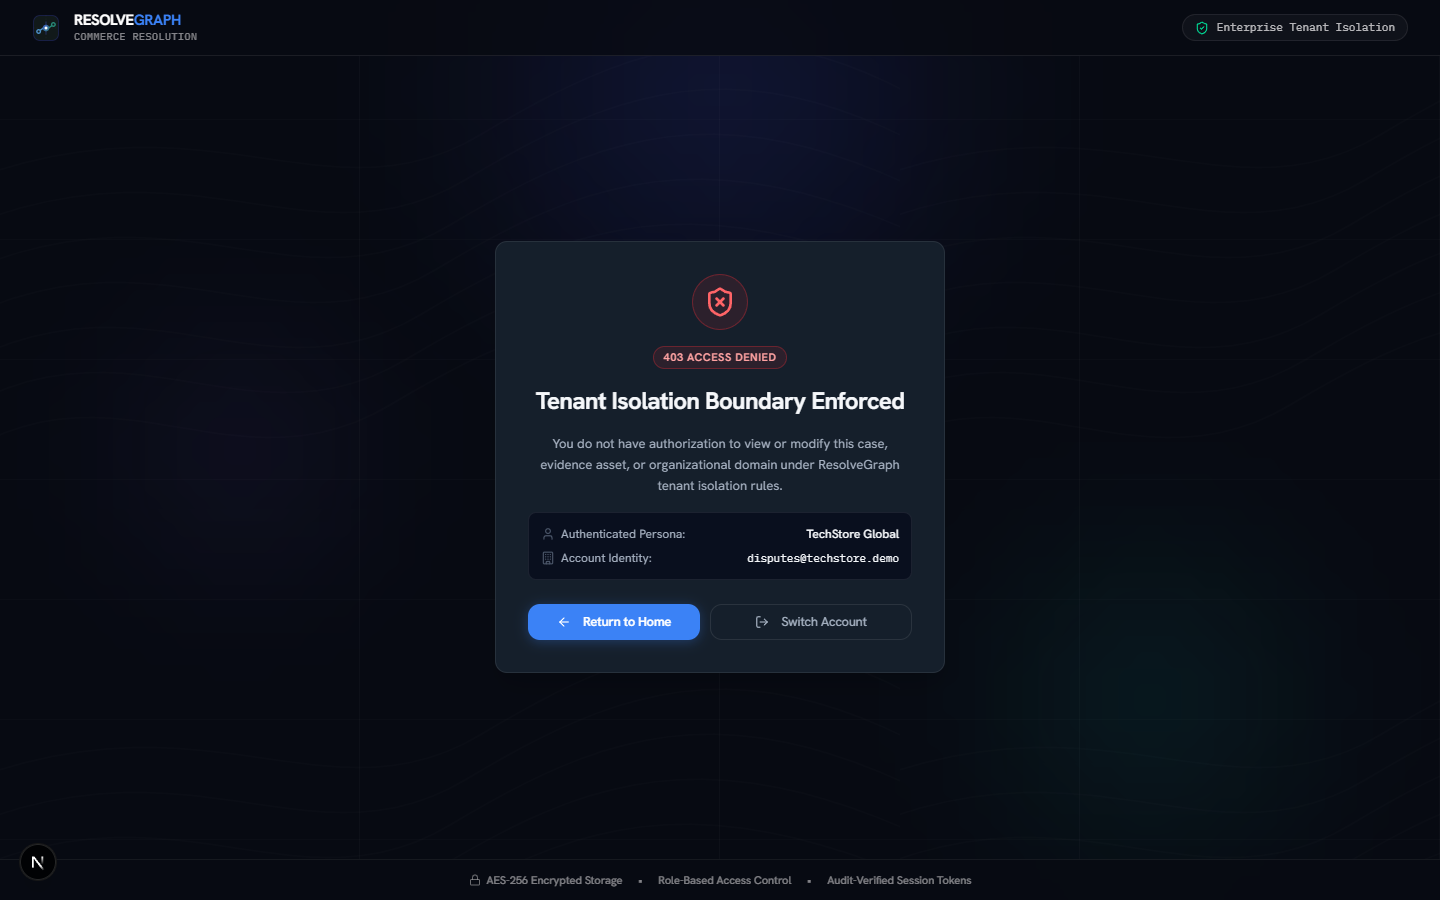 RESOLVEGRAPH
COMMERCE RESOLUTION
Enterprise Tenant Isolation
403 ACCESS DENIED
Tenant Isolation Boundary Enforced
You do not have authorization to view or modify this case,
evidence asset, or organizational domain under ResolveGraph
tenant isolation rules.
Authenticated Persona: TechStore Global
Account Identity: disputes@techstore.demo
Return to Home
Switch Account
N
AES-256 Encrypted Storage • Role-Based Access Control • Audit-Verified Session Tokens